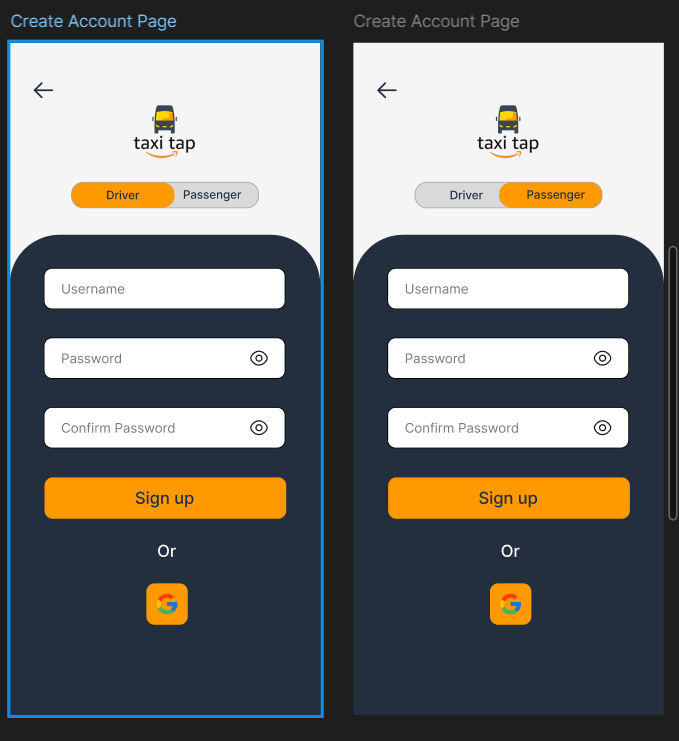 Create Account Page
taxi tap
Driver Passenger
Username
Password
Confirm Password
Sign up
Or
Create Account Page
taxi tap
Driver Passenger
Username
Password
Confirm Password
Sign up
Or